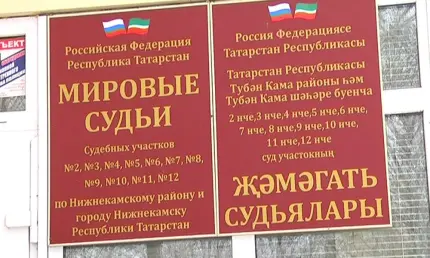 Российская Федерация
Республика Татарстан
МИРОВЫЕ
СУДЬИ
Судебных участков
№2, №3, №4, №5, №6, №7, №8,
№9, №10, №11, №12
по Нижнекамскому району и
городу Нижнекамску
Республики Татарстан
Россия Федерациясе
Татарстан Республикасы
Татарстан Республикасы
Түбән Кама районы һәм
Түбән Кама шәһәре буенча
2 нче,3 нче,4 нче,5 нче,6 нче,
7 нче, 8 нче,9 нче,10 нче,
11 нче,12 нче
суд участокның
ҖӘМӘГАТЬ
СУДЬЯЛАРЫ
ОБЪЕКТ